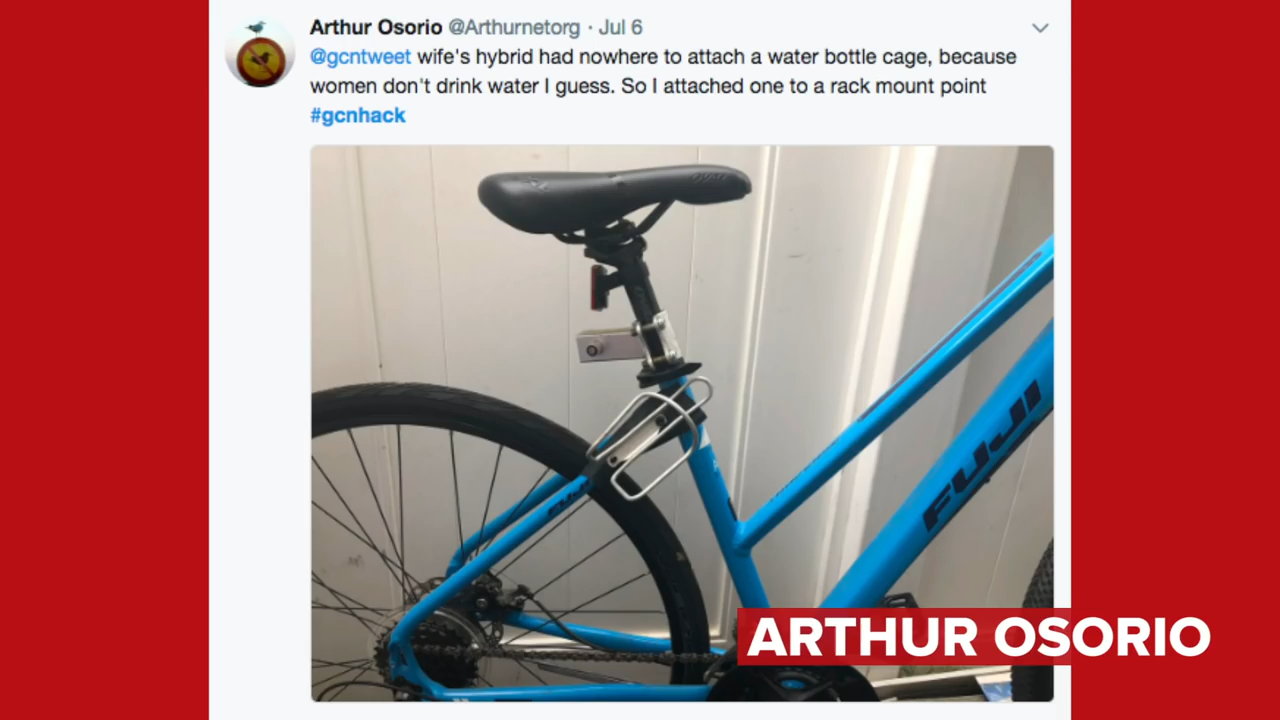 Arthur Osorio @Arthurnetorg · Jul 6
@gcntweet wife's hybrid had nowhere to attach a water bottle cage, because
women don't drink water I guess. So I attached one to a rack mount point
#gcnhack
FUJI
FUJI
ARTHUR OSORIO